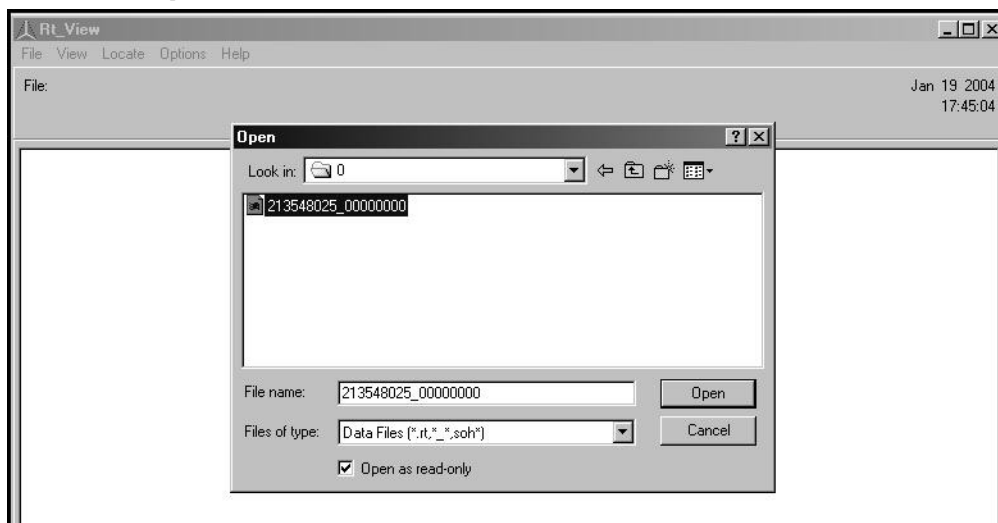 Rt_View
File View Locate Options Help
File:
Jan 19 2004
17:45:04
Open
Look in: 0
213548025_00000000
File name: 213548025_00000000
Open
Files of type: Data Files (*.rt,*_*,soh*)
Cancel
Open as read-only